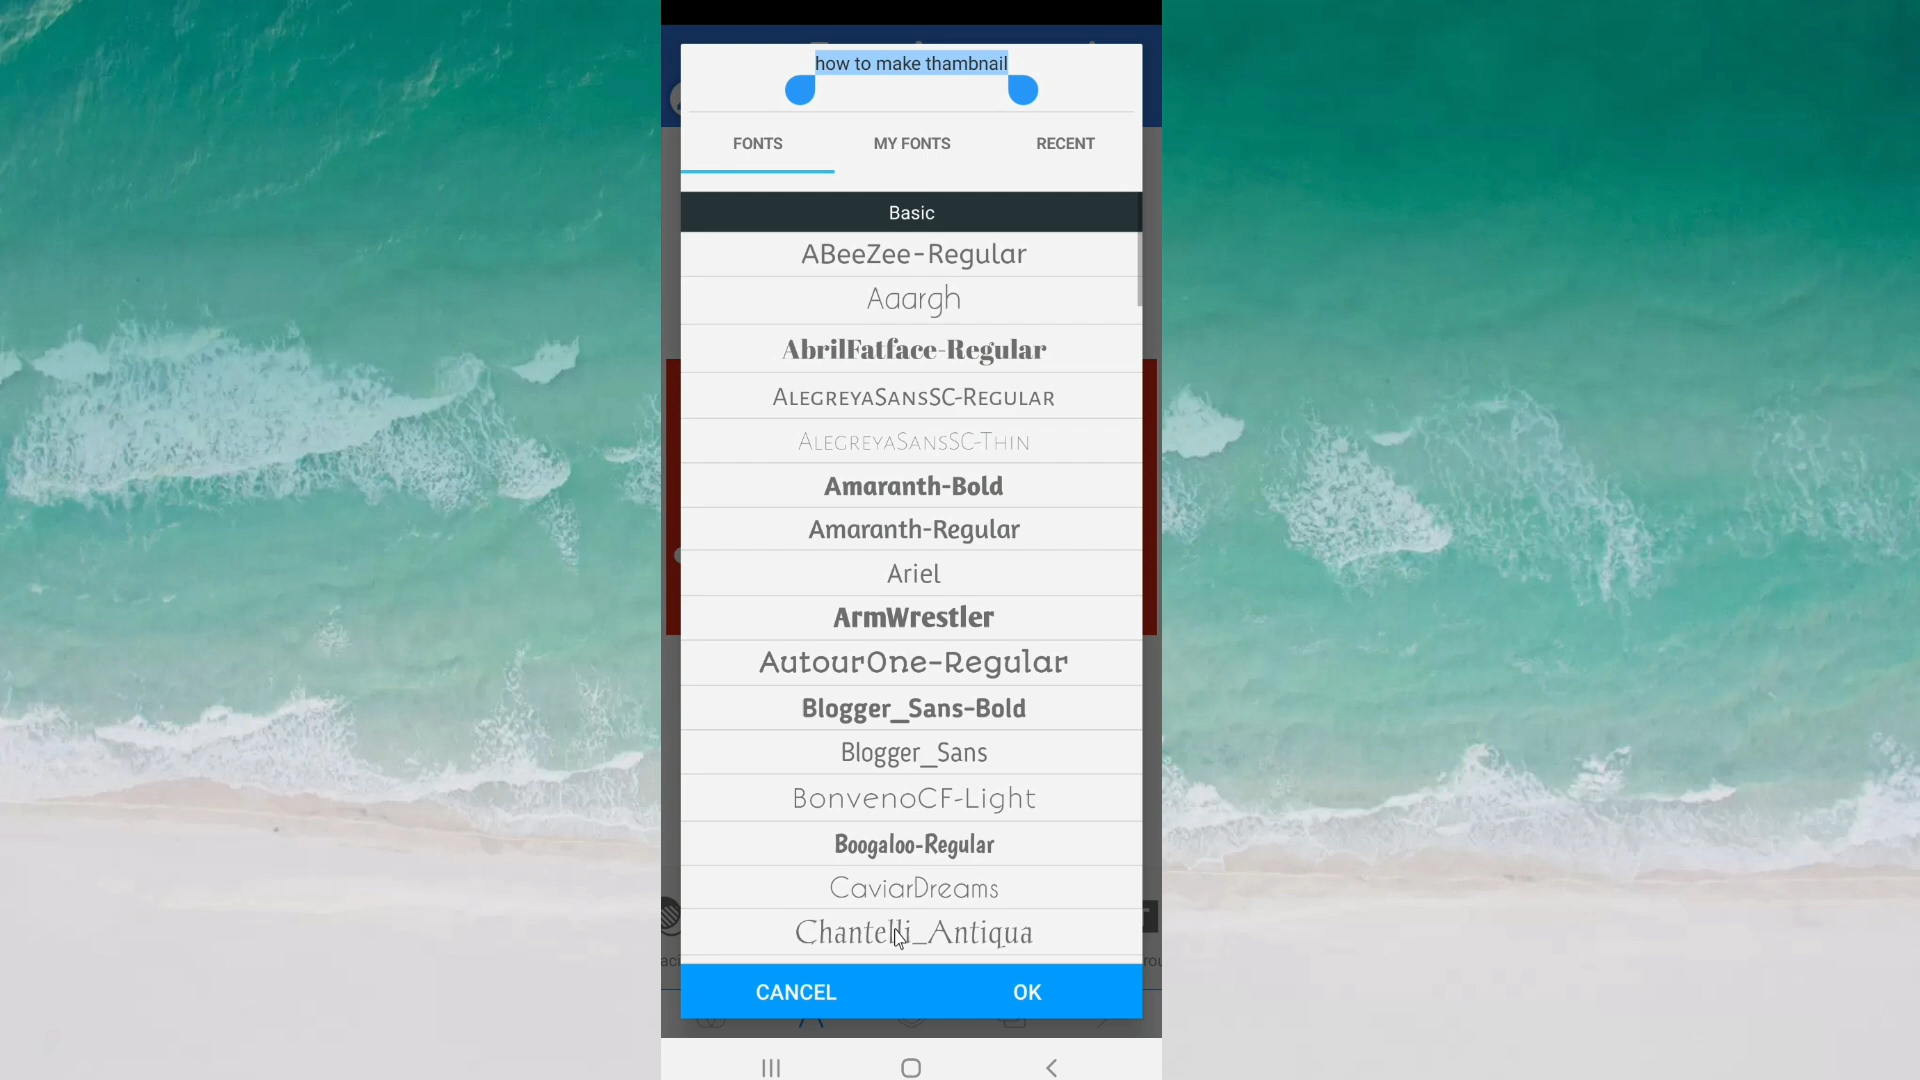 how to make thambnail
FONTS
MY FONTS
RECENT
Basic
ABeeZee-Regular
Aaargh
AbrilFatface-Regular
AlegreyaSansSC-Regular
AlegreyaSansSC-Thin
Amaranth-Bold
Amaranth-Regular
Ariel
ArmWrestler
AutourOne-Regular
Blogger_Sans-Bold
Blogger_Sans
BonvenoCF-Light
Boogaloo-Regular
CaviarDreams
Chantelli_Antiqua
CANCEL
OK